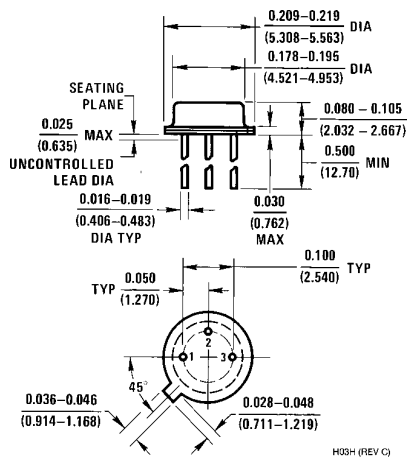 0.209–0.219 DIA
(5.308–5.563)
0.178–0.195 DIA
(4.521–4.953)
SEATING
PLANE
0.080 – 0.105
(2.032 – 2.667)
0.025 MAX
(0.635)
0.500 MIN
(12.70)
UNCONTROLLED
LEAD DIA
0.016–0.019
(0.406–0.483)
DIA TYP
0.030
(0.762)
MAX
0.100 TYP
(2.540)
TYP 0.050
(1.270)
2
1
3
45°
0.036–0.046
(0.914–1.168)
0.028–0.048
(0.711–1.219)
H03H (REV C)